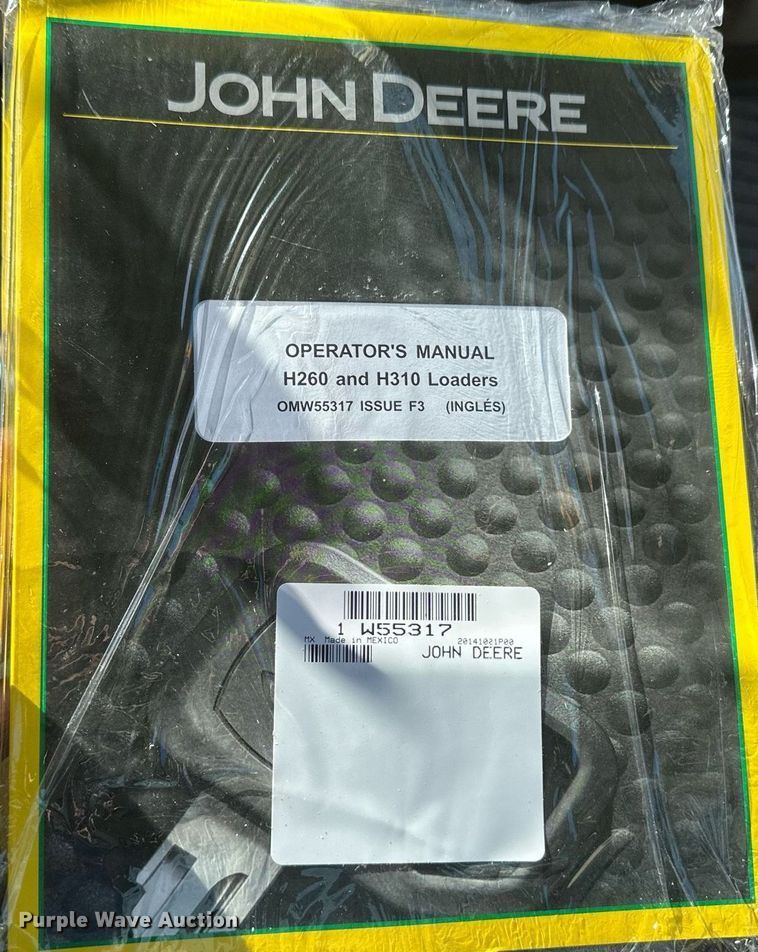 JOHN DEERE
OPERATOR'S MANUAL
H260 and H310 Loaders
OMW55317 ISSUE F3 (INGLÉS)
1 W55317
MX Made in MEXICO 20141021P00
JOHN DEERE
Purple Wave Auction